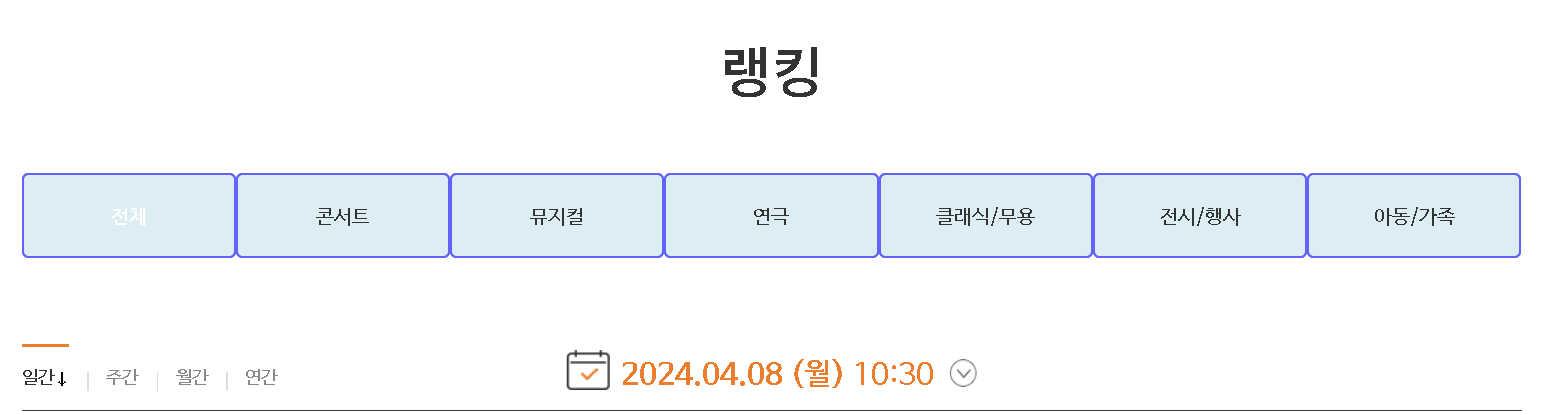 랭킹
전체 콘서트 뮤지컬 연극 클래식/무용 전시/행사 아동/가족
일간↓ 주간 월간 연간 2024.04.08 (월) 10:30